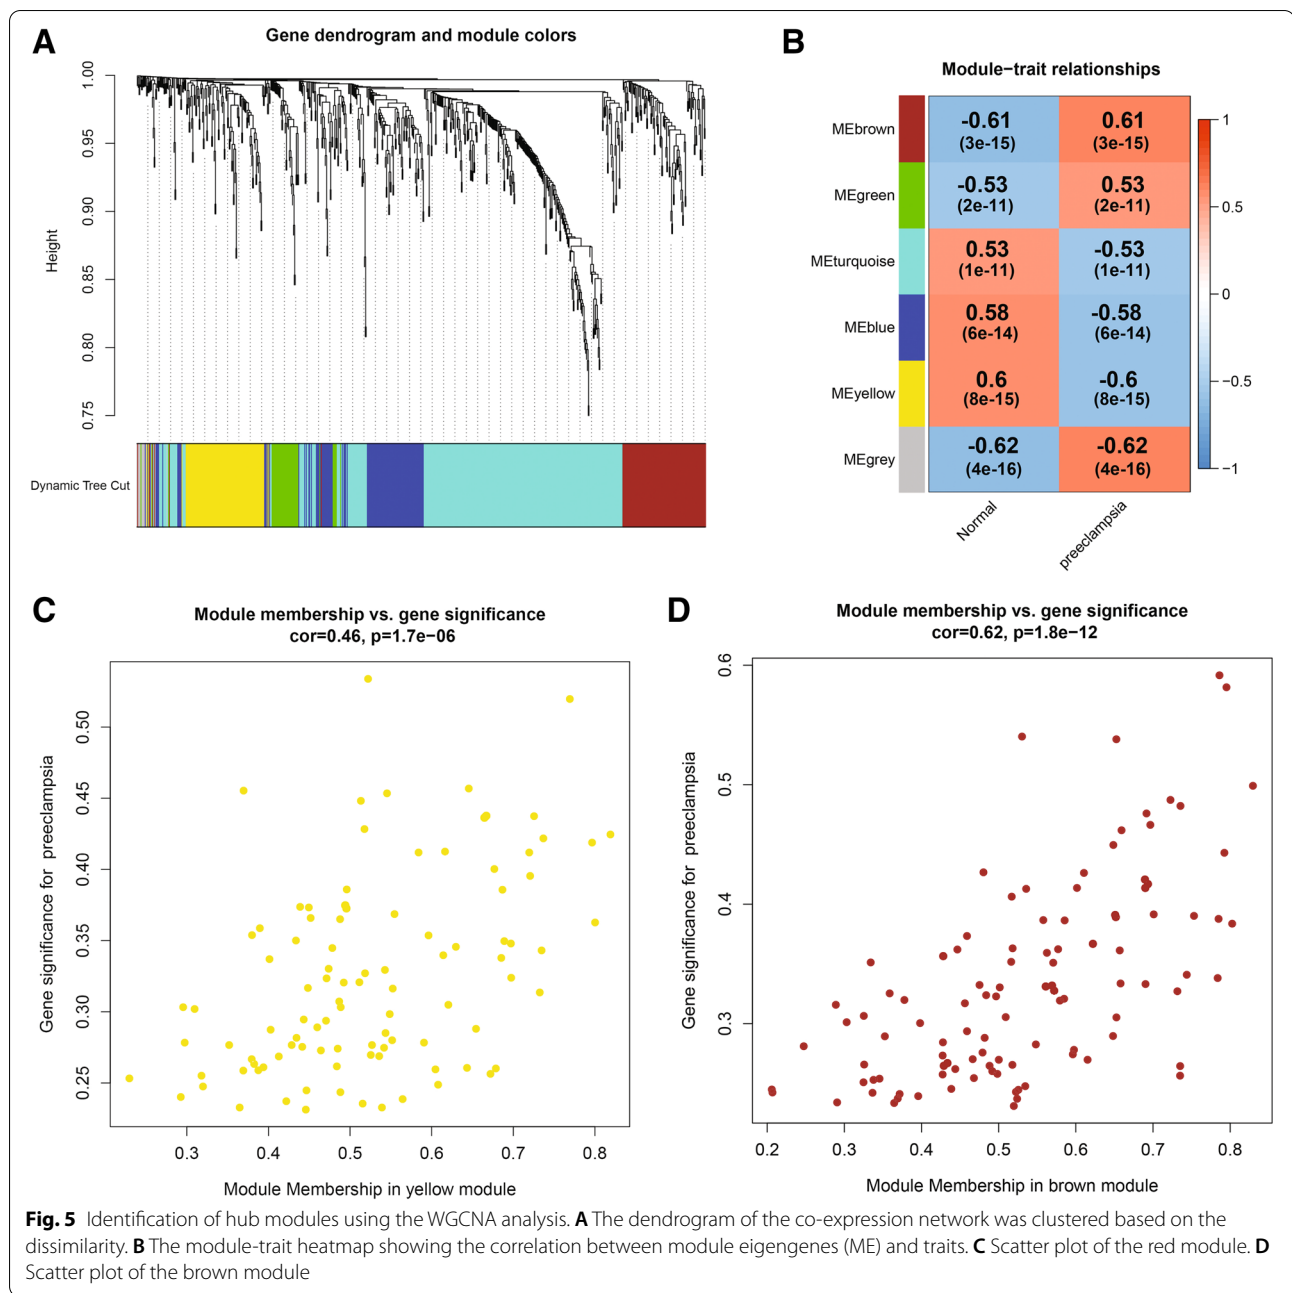 A
Gene dendrogram and module colors
Height
1.00
0.95
0.90
0.85
0.80
0.75
Dynamic Tree Cut
B
Module−trait relationships
MEbrown
-0.61
(3e-15)
0.61
(3e-15)
MEgreen
-0.53
(2e-11)
0.53
(2e-11)
MEturquoise
0.53
(1e-11)
-0.53
(1e-11)
MEblue
0.58
(6e-14)
-0.58
(6e-14)
MEyellow
0.6
(8e-15)
-0.6
(8e-15)
MEgrey
-0.62
(4e-16)
-0.62
(4e-16)
Normal
preeclampsia
1
0.5
0
−0.5
−1
C
Module membership vs. gene significance
cor=0.46, p=1.7e−06
Gene significance for preeclampsia
0.50
0.45
0.40
0.35
0.30
0.25
0.3 0.4 0.5 0.6 0.7 0.8
Module Membership in yellow module
D
Module membership vs. gene significance
cor=0.62, p=1.8e−12
Gene significance for preeclampsia
0.6
0.5
0.4
0.3
0.2 0.3 0.4 0.5 0.6 0.7 0.8
Module Membership in brown module
Fig. 5 Identification of hub modules using the WGCNA analysis. A The dendrogram of the co-expression network was clustered based on the
dissimilarity. B The module-trait heatmap showing the correlation between module eigengenes (ME) and traits. C Scatter plot of the red module. D
Scatter plot of the brown module